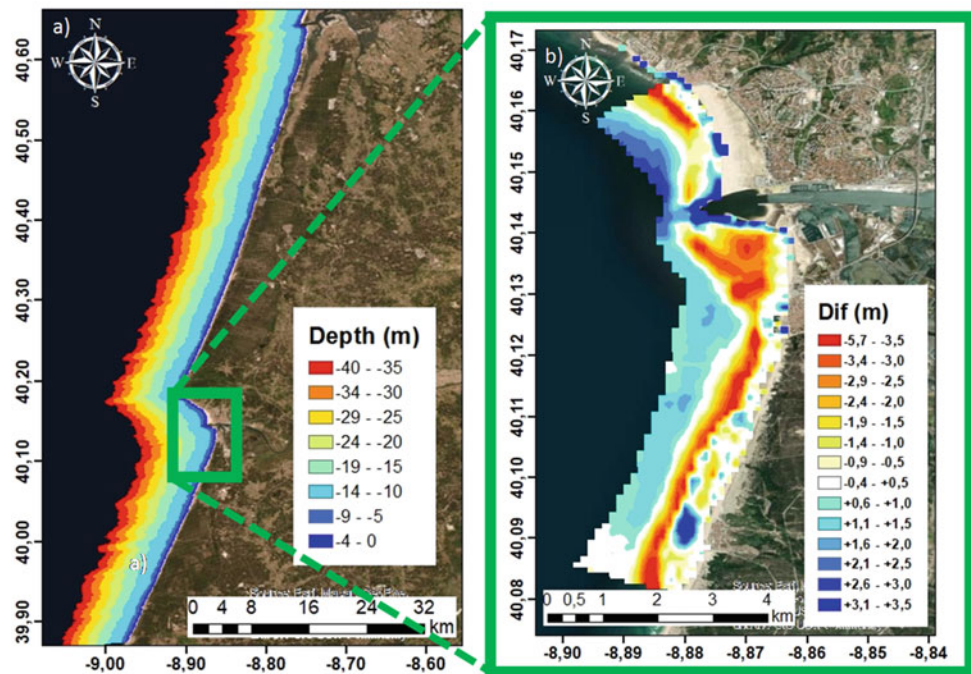 a)
N
W E
S
40,60
40,50
40,40
40,30
40,20
40,10
40,00
39,90
Depth (m)
-40 - -35
-34 - -30
-29 - -25
-24 - -20
-19 - -15
-14 - -10
-9 - -5
-4 - 0
a)
0 4 8 16 24 32
km
-9,00 -8,90 -8,80 -8,70 -8,60
b)
N
W E
S
40,17
40,16
40,15
40,14
40,13
40,12
40,11
40,10
40,09
40,08
Dif (m)
-5,7 - -3,5
-3,4 - -3,0
-2,9 - -2,5
-2,4 - -2,0
-1,9 - -1,5
-1,4 - -1,0
-0,9 - -0,5
-0,4 - +0,5
+0,6 - +1,0
+1,1 - +1,5
+1,6 - +2,0
+2,1 - +2,5
+2,6 - +3,0
+3,1 - +3,5
0 0,5 1 2 3 4
km
-8,90 -8,89 -8,88 -8,87 -8,86 -8,85 -8,84